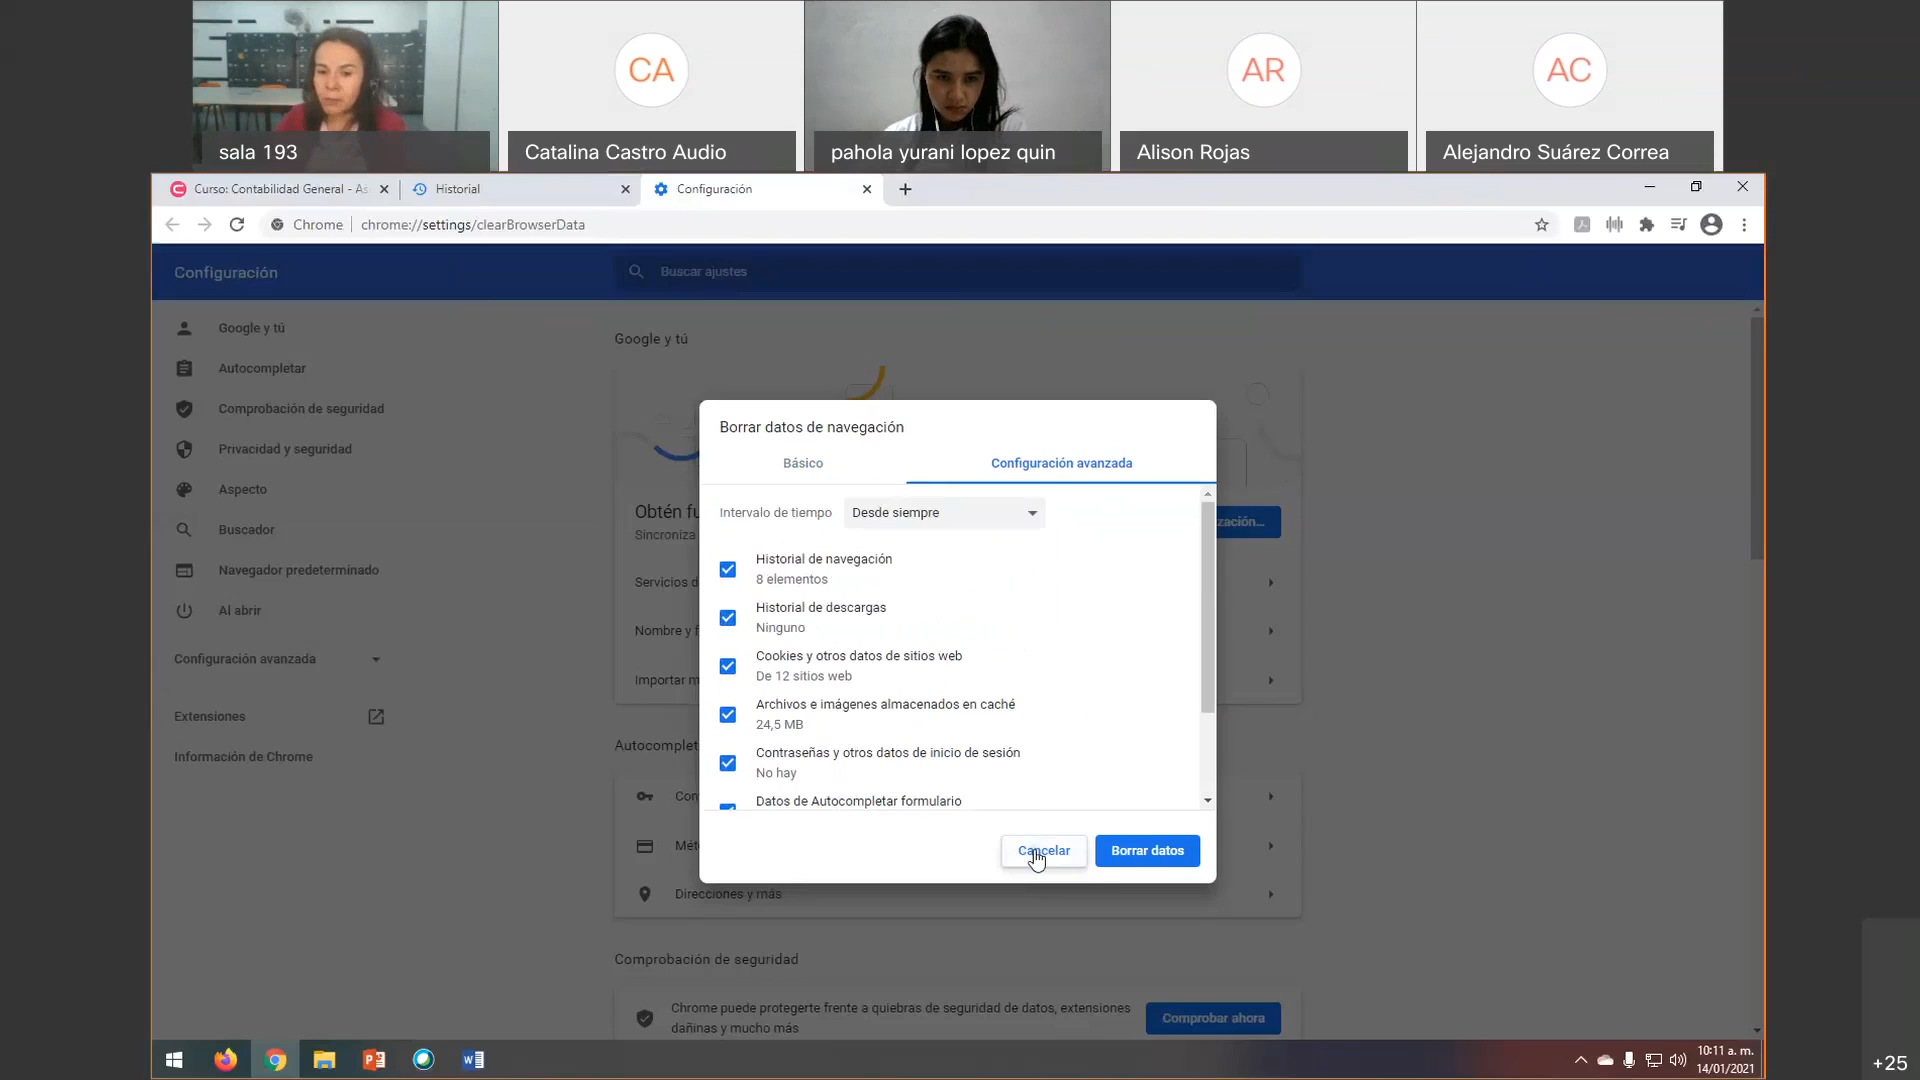 CA
AR
AC
sala 193
Catalina Castro Audio
pahola yurani lopez quin
Alison Rojas
Alejandro Suárez Correa
Curso: Contabilidad General - As
Historial
Configuración
Chrome
chrome://settings/clearBrowserData
Configuración
Buscar ajustes
Google y tú
Autocompletar
Comprobación de seguridad
Privacidad y seguridad
Aspecto
Buscador
Navegador predeterminado
Al abrir
Configuración avanzada
Extensiones
Información de Chrome
Google y tú
Obtén fu
Sincroniza
zación...
Servicios d
Nombre y f
Importar m
Autocomplet
Con
Mét
Direcciones y más
Comprobación de seguridad
Chrome puede protegerte frente a quiebras de seguridad de datos, extensiones
dañinas y mucho más
Comprobar ahora
Borrar datos de navegación
Básico
Configuración avanzada
Intervalo de tiempo
Desde siempre
Historial de navegación
8 elementos
Historial de descargas
Ninguno
Cookies y otros datos de sitios web
De 12 sitios web
Archivos e imágenes almacenados en caché
24,5 MB
Contraseñas y otros datos de inicio de sesión
No hay
Datos de Autocompletar formulario
Cancelar
Borrar datos
10:11 a. m.
14/01/2021
+25